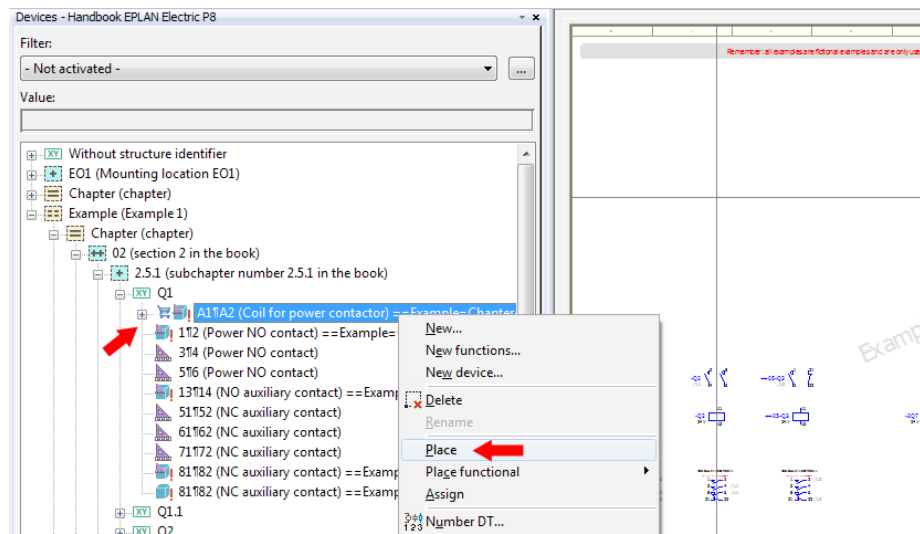 Devices - Handbook EPLAN Electric P8
Filter:
- Not activated -
...
Value:
Without structure identifier
EO1 (Mounting location EO1)
Chapter (chapter)
Example (Example 1)
Chapter (chapter)
02 (section 2 in the book)
2.5.1 (subchapter number 2.5.1 in the book)
Q1
A1¶A2 (Coil for power contactor) ==Example=Chapter
1¶2 (Power NO contact) ==Example=
3¶4 (Power NO contact)
5¶6 (Power NO contact)
13¶14 (NO auxiliary contact) ==Examp
51¶52 (NC auxiliary contact)
61¶62 (NC auxiliary contact)
71¶72 (NC auxiliary contact)
81¶82 (NC auxiliary contact) ==Examp
81¶82 (NC auxiliary contact) ==Examp
Q1.1
Q2
New...
New functions...
New device...
Delete
Rename
Place
Place functional
Assign
Number DT...
Remember: all examples are fictional examples and are only use
Exampl